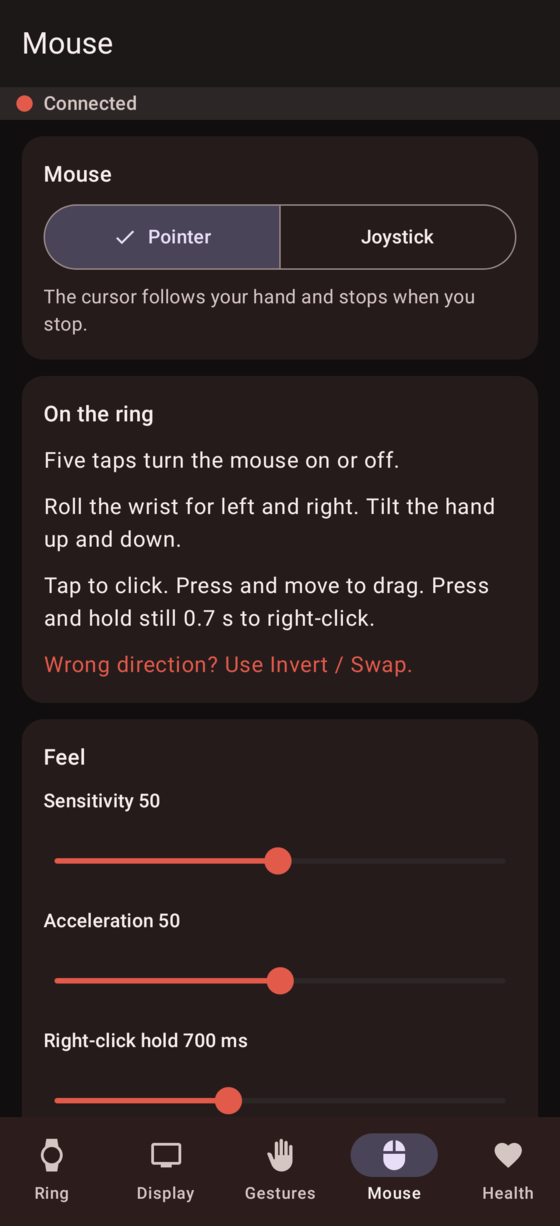 Mouse
Connected
Mouse
Pointer
Joystick
The cursor follows your hand and stops when you
stop.
On the ring
Five taps turn the mouse on or off.
Roll the wrist for left and right. Tilt the hand
up and down.
Tap to click. Press and move to drag. Press
and hold still 0.7 s to right-click.
Wrong direction? Use Invert / Swap.
Feel
Sensitivity 50
Acceleration 50
Right-click hold 700 ms
Ring
Display
Gestures
Mouse
Health